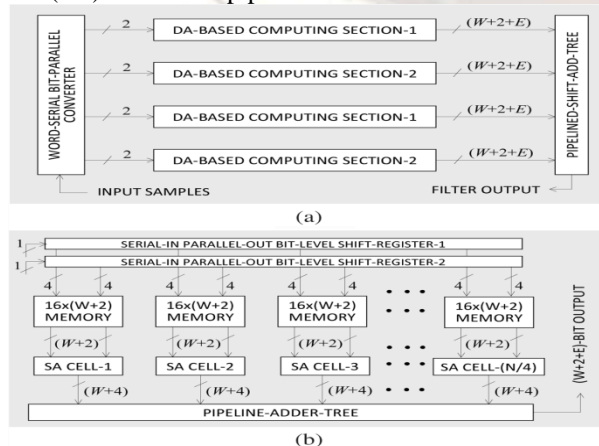 2 DA-BASED COMPUTING SECTION-1 (W+2+E)
2 DA-BASED COMPUTING SECTION-2 (W+2+E)
2 DA-BASED COMPUTING SECTION-1 (W+2+E)
2 DA-BASED COMPUTING SECTION-2 (W+2+E)
WORD-SERIAL BIT-PARALLEL
CONVERTER
PIPELINED-SHIFT-ADD-TREE
INPUT SAMPLES FILTER OUTPUT
(a)
1 SERIAL-IN PARALLEL-OUT BIT-LEVEL SHIFT-REGISTER-1
1 SERIAL-IN PARALLEL-OUT BIT-LEVEL SHIFT-REGISTER-2
4 4 4 4 4 4 4 4
16x(W+2) 16x(W+2) 16x(W+2) 16x(W+2)
MEMORY MEMORY MEMORY MEMORY
(W+2) (W+2) (W+2) (W+2)
SA CELL-1 SA CELL-2 SA CELL-3 SA CELL-(N/4)
(W+4) (W+4) (W+4) (W+4)
PIPELINE-ADDER-TREE
(W+2+E)-BIT OUTPUT
(b)